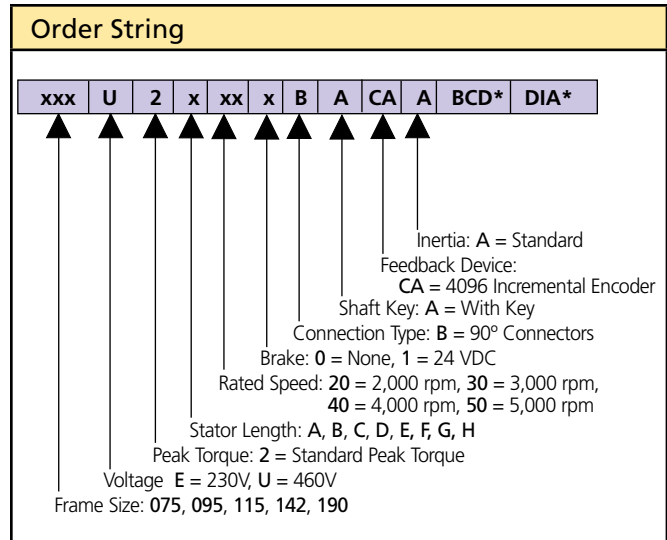 Order String
xxx U 2 x xx x B A CA A BCD* DIA*
Inertia: A = Standard
Feedback Device:
CA = 4096 Incremental Encoder
Shaft Key: A = With Key
Connection Type: B = 90º Connectors
Brake: 0 = None, 1 = 24 VDC
Rated Speed: 20 = 2,000 rpm, 30 = 3,000 rpm,
40 = 4,000 rpm, 50 = 5,000 rpm
Stator Length: A, B, C, D, E, F, G, H
Peak Torque: 2 = Standard Peak Torque
Voltage E = 230V, U = 460V
Frame Size: 075, 095, 115, 142, 190